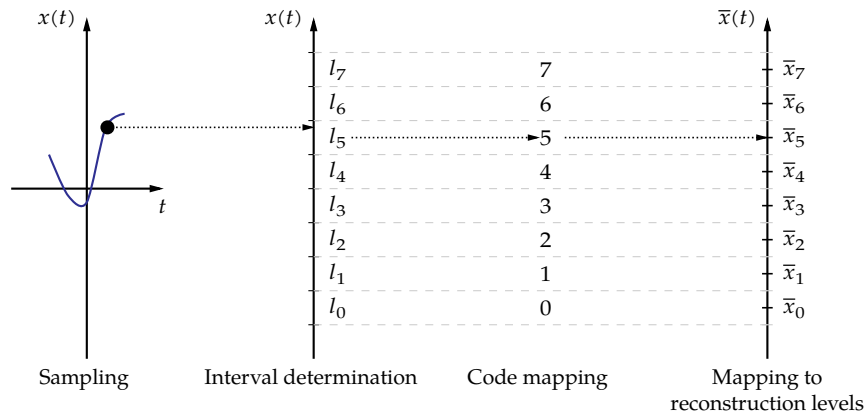 x(t) x(t) x̅(t)
l₇ 7 x̅₇
l₆ 6 x̅₆
l₅ 5 x̅₅
l₄ 4 x̅₄
t l₃ 3 x̅₃
l₂ 2 x̅₂
l₁ 1 x̅₁
l₀ 0 x̅₀
Sampling Interval determination Code mapping Mapping to
reconstruction levels